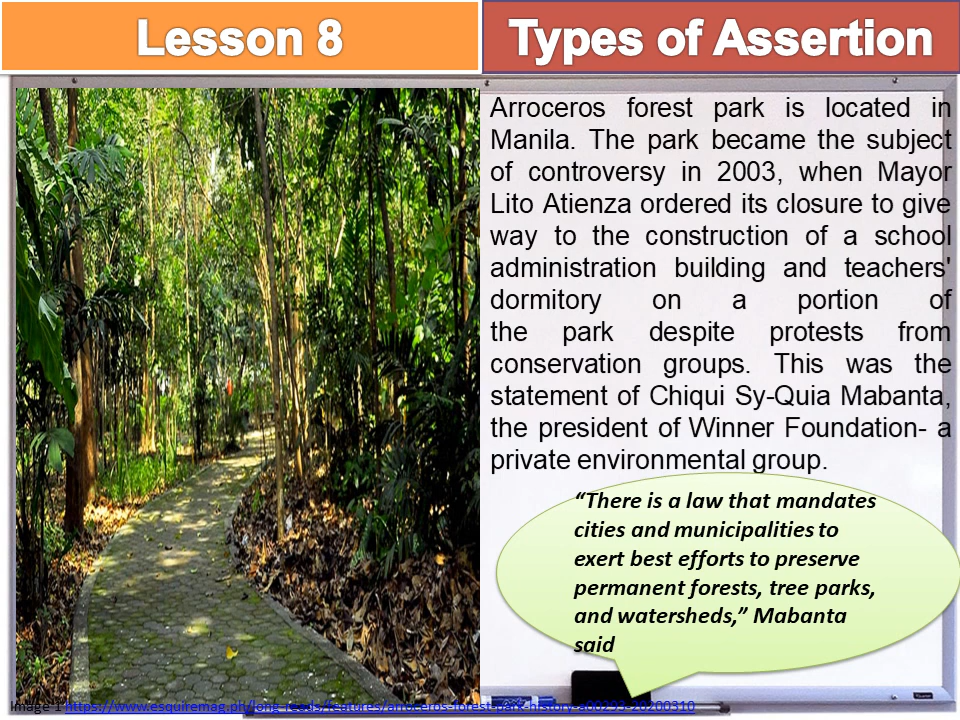 Lesson 8
Types of Assertion
Arroceros forest park is located in
Manila. The park became the subject
of controversy in 2003, when Mayor
Lito Atienza ordered its closure to give
way to the construction of a school
administration building and teachers'
dormitory on a portion of
the park despite protests from
conservation groups. This was the
statement of Chiqui Sy-Quia Mabanta,
the president of Winner Foundation- a
private environmental group.
“There is a law that mandates
cities and municipalities to
exert best efforts to preserve
permanent forests, tree parks,
and watersheds,” Mabanta
said
Image 1 https://www.esquiremag.ph/long-reads/features/arroceros-forest-park-history-a00293-20200310